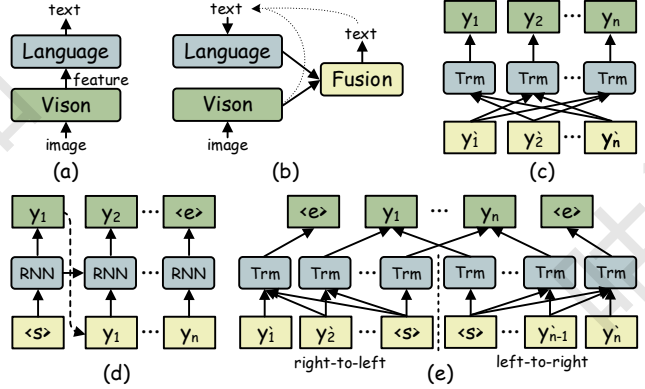 text
Language
feature
Vison
image
(a)
text
Language
text
Fusion
Vison
image
(b)
y1 y2 ... yn
Trm Trm ... Trm
y`1 y`2 ... y`n
(c)
y1 y2 ... <e>
RNN RNN ... RNN
<s> y1 ... yn
(d)
<e> y1 ... yn <e>
Trm Trm ... Trm Trm ... Trm Trm
y`1 y`2 ... <s> <s> ... y`n-1 y`n
right-to-left left-to-right
(e)